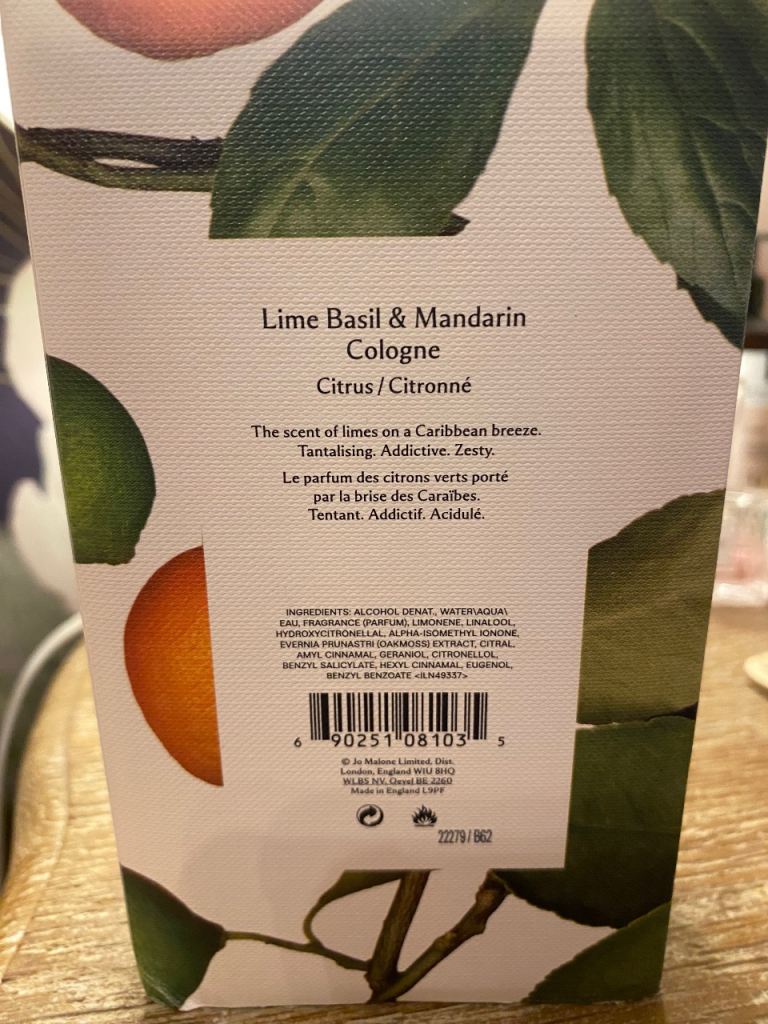 Lime Basil & Mandarin
Cologne
Citrus / Citronné
The scent of limes on a Caribbean breeze.
Tantalising. Addictive. Zesty.
Le parfum des citrons verts porté
par la brise des Caraïbes.
Tentant. Addictif. Acidulé.
INGREDIENTS: ALCOHOL DENAT., WATER\AQUA\
EAU, FRAGRANCE (PARFUM), LIMONENE, LINALOOL,
HYDROXYCITRONELLAL, ALPHA-ISOMETHYL IONONE,
EVERNIA PRUNASTRI (OAKMOSS) EXTRACT, CITRAL,
AMYL CINNAMAL, GERANIOL, CITRONELLOL,
BENZYL SALICYLATE, HEXYL CINNAMAL, EUGENOL,
BENZYL BENZOATE <ILN49337>
6 90251 08103 5
© Jo Malone Limited, Dist.
London, England W1U 8HQ
WLBS NV, Oevel BE 2260
Made in England L9PF
22279 / B62